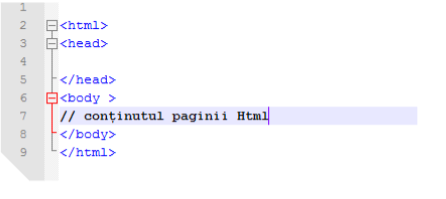 1
2 <html>
3 <head>
4
5 </head>
6 <body >
7 // conținutul paginii Html
8 </body>
9 </html>